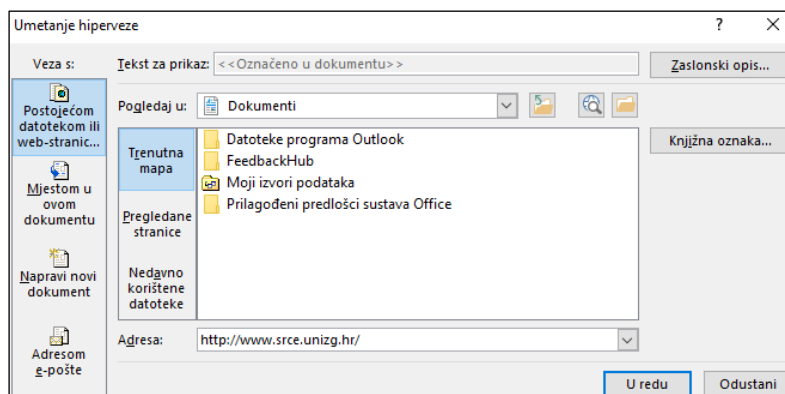 Umetanje hiperveze
? X
Veza s:
Tekst za prikaz: <<Označeno u dokumentu>>
Zaslonski opis...
Postojećom
datotekom ili
web-stranic...
Pogledaj u:
Dokumenti
Trenutna
mapa
Datoteke programa Outlook
FeedbackHub
Moji izvori podataka
Prilagođeni predlošci sustava Office
Knjižna oznaka...
Mjestom u
ovom
dokumentu
Pregledane
stranice
Napravi novi
dokument
Nedavno
korištene
datoteke
Adresom
e-pošte
Adresa:
http://www.srce.unizg.hr/
U redu
Odustani